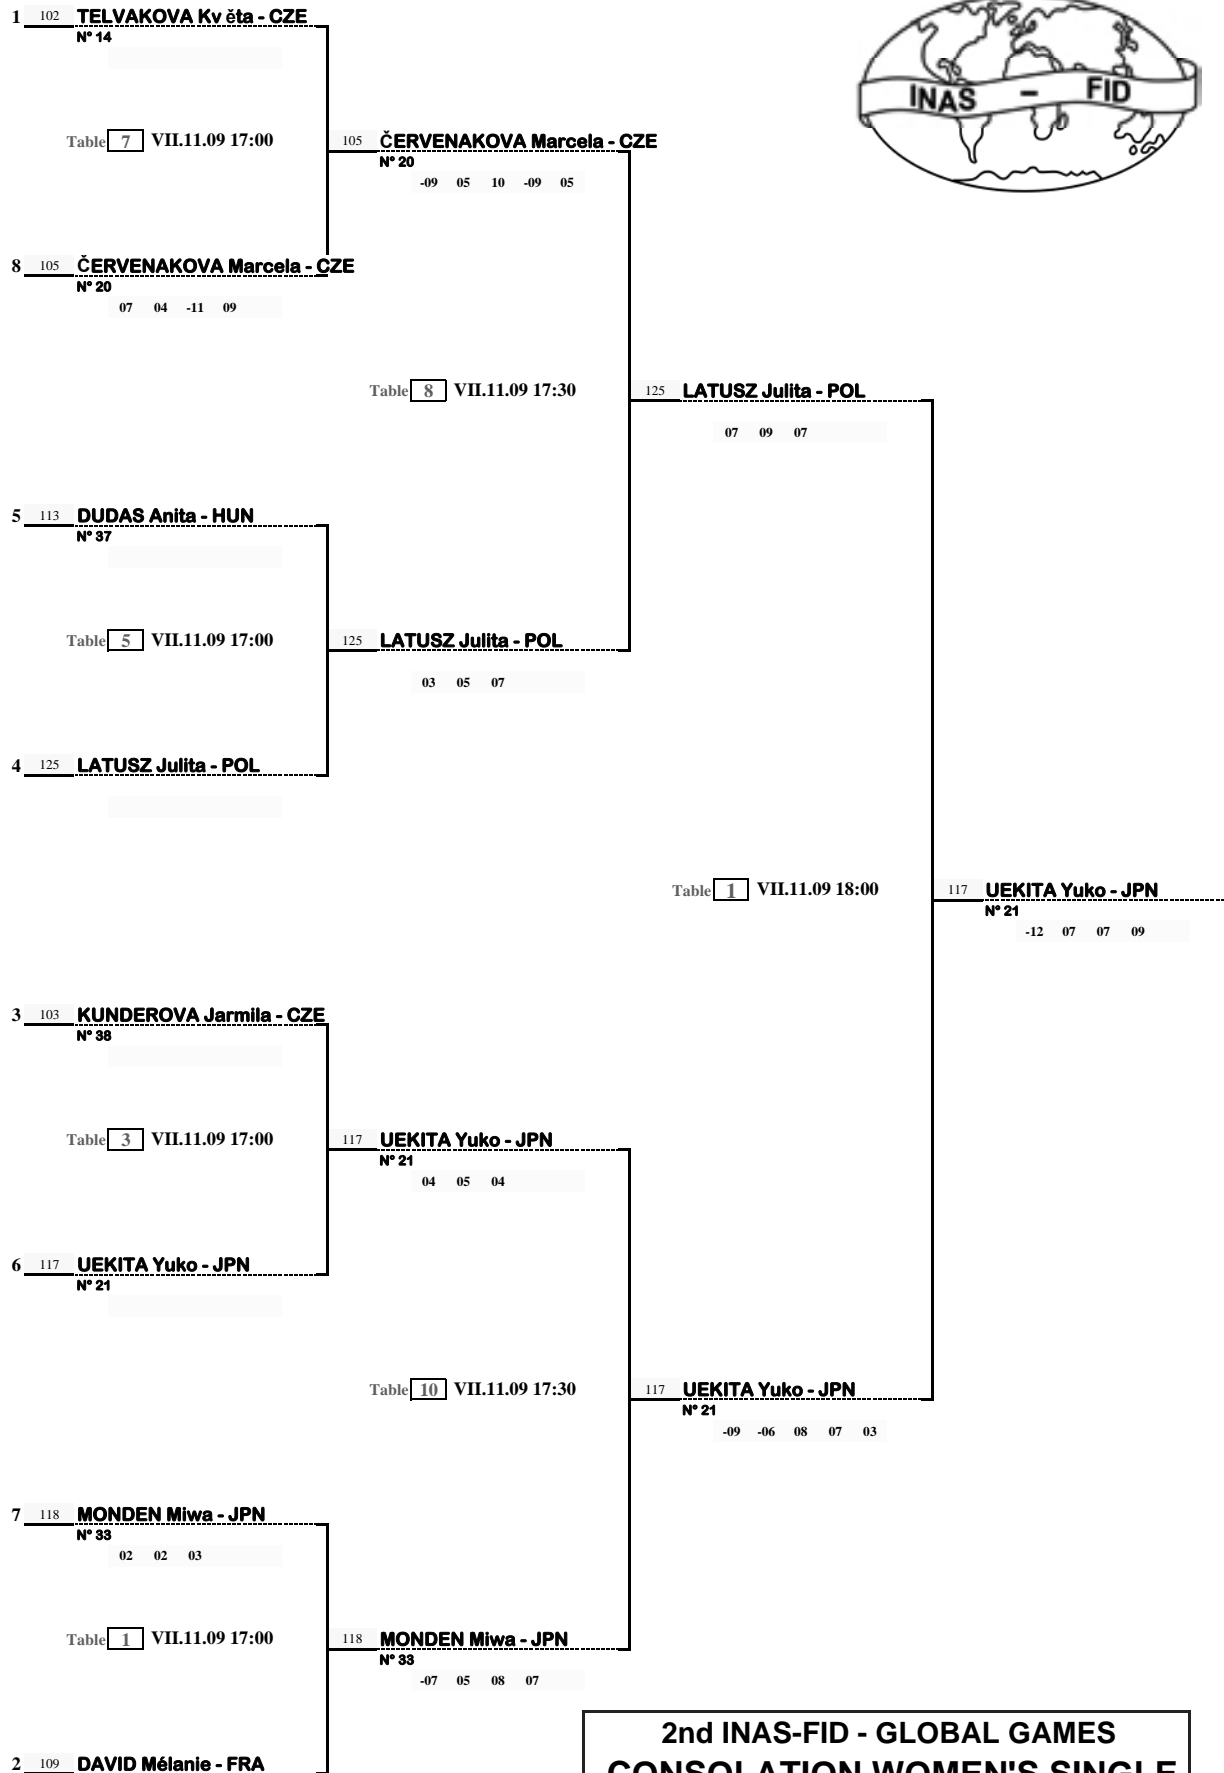 1 102 TELVAKOVA Kv ěta - CZE
N° 14
INAS – FID
Table 7 VII.11.09 17:00
105 ČERVENAKOVA Marcela - CZE
N° 20
-09 05 10 -09 05
8 105 ČERVENAKOVA Marcela - CZE
N° 20
07 04 -11 09
Table 8 VII.11.09 17:30
125 LATUSZ Julita - POL
07 09 07
5 113 DUDAS Anita - HUN
N° 37
Table 5 VII.11.09 17:00
125 LATUSZ Julita - POL
03 05 07
4 125 LATUSZ Julita - POL
Table 1 VII.11.09 18:00
117 UEKITA Yuko - JPN
N° 21
-12 07 07 09
3 103 KUNDEROVA Jarmila - CZE
N° 38
Table 3 VII.11.09 17:00
117 UEKITA Yuko - JPN
N° 21
04 05 04
6 117 UEKITA Yuko - JPN
N° 21
Table 10 VII.11.09 17:30
117 UEKITA Yuko - JPN
N° 21
-09 -06 08 07 03
7 118 MONDEN Miwa - JPN
N° 33
02 02 03
Table 1 VII.11.09 17:00
118 MONDEN Miwa - JPN
N° 33
-07 05 08 07
2 109 DAVID Mélanie - FRA
2nd INAS-FID - GLOBAL GAMES
CONSOLATION WOMEN'S SINGLE